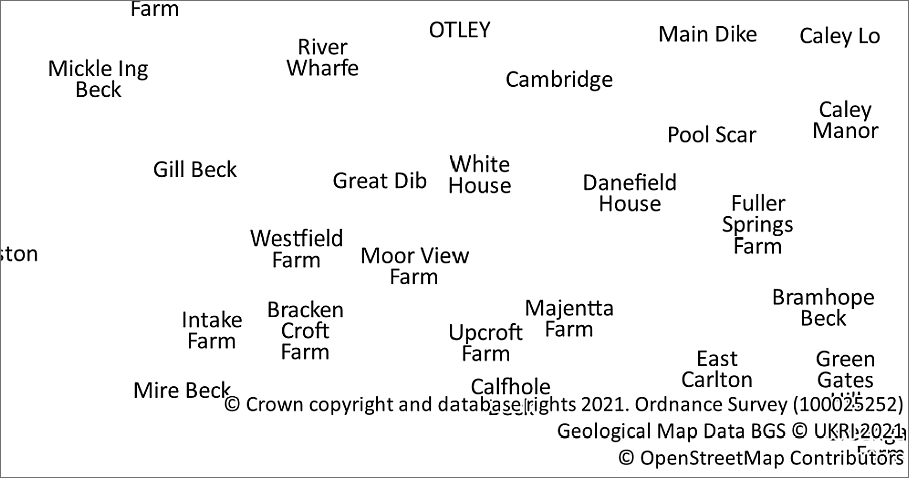 Farm
OTLEY
Main Dike
Caley Lo
River
Wharfe
Mickle Ing
Beck
Cambridge
Caley
Manor
Pool Scar
Gill Beck
Great Dib
White
House
Danefield
House
Fuller
Springs
Farm
Westfield
Farm
ston
Moor View
Farm
Bramhope
Beck
Intake
Farm
Bracken
Croft
Farm
Majentta
Farm
Upcroft
Farm
East
Carlton
Green
Gates
Mire Beck
Calfhole
© Crown copyright and database rights 2021. Ordnance Survey (100025252)
Geological Map Data BGS © UKRI 2021
© OpenStreetMap Contributors